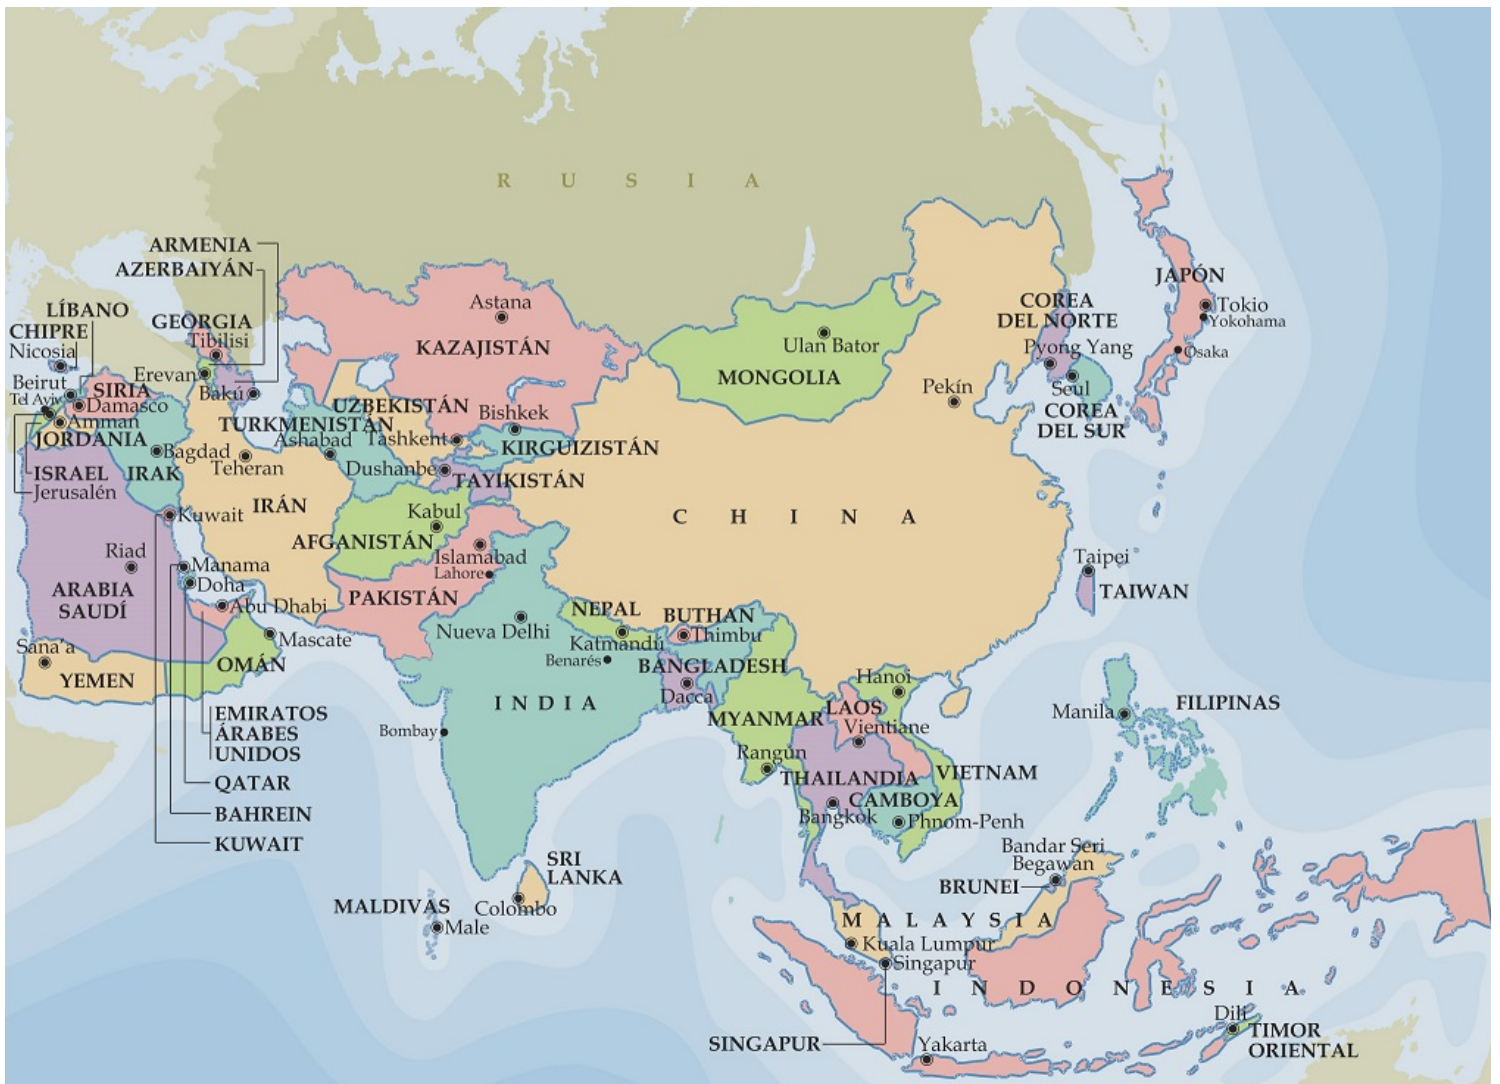 R U S I A
ARMENIA
AZERBAIYÁN
LÍBANO
CHIPRE
Nicosia
GEORGIA
Tibilisi
Erevan
Bakú
Beirut
Tel Aviv
SIRIA
Damasco
Amman
JORDANIA
ISRAEL
Jerusalén
Bagdad
IRAK
Teheran
IRÁN
Kuwait
Astana
KAZAJISTÁN
UZBEKISTÁN
TURKMENISTÁN
Ashabad
Tashkent
Bishkek
KIRGUIZISTÁN
Dushanbé
TAYIKISTÁN
Kabul
AFGANISTÁN
Islamabad
Lahore
PAKISTÁN
Riad
ARABIA
SAUDÍ
Manama
Doha
Abu Dhabi
Mascate
Sana'a
OMÁN
YEMEN
EMIRATOS
ÁRABES
UNIDOS
QATAR
BAHREIN
KUWAIT
Ulan Bator
MONGOLIA
Pekín
C H I N A
COREA
DEL NORTE
Pyong Yang
Seul
COREA
DEL SUR
JAPÓN
Tokio
Yokohama
Osaka
Taipei
TAIWAN
NEPAL
Katmandú
Nueva Delhi
Benarés
BUTHAN
Thimbu
BANGLADESH
Dacca
I N D I A
Bombay
MYANMAR
Rangún
Hanoi
LAOS
Vientiane
THAILANDIA
Bangkok
VIETNAM
CAMBOYA
Phnom-Penh
Manila
FILIPINAS
SRI
LANKA
Colombo
MALDIVAS
Male
Bandar Seri
Begawan
BRUNEI
M A L A Y S I A
Kuala Lumpur
Singapur
I N D O N E S I A
SINGAPUR
Yakarta
Dili
TIMOR
ORIENTAL